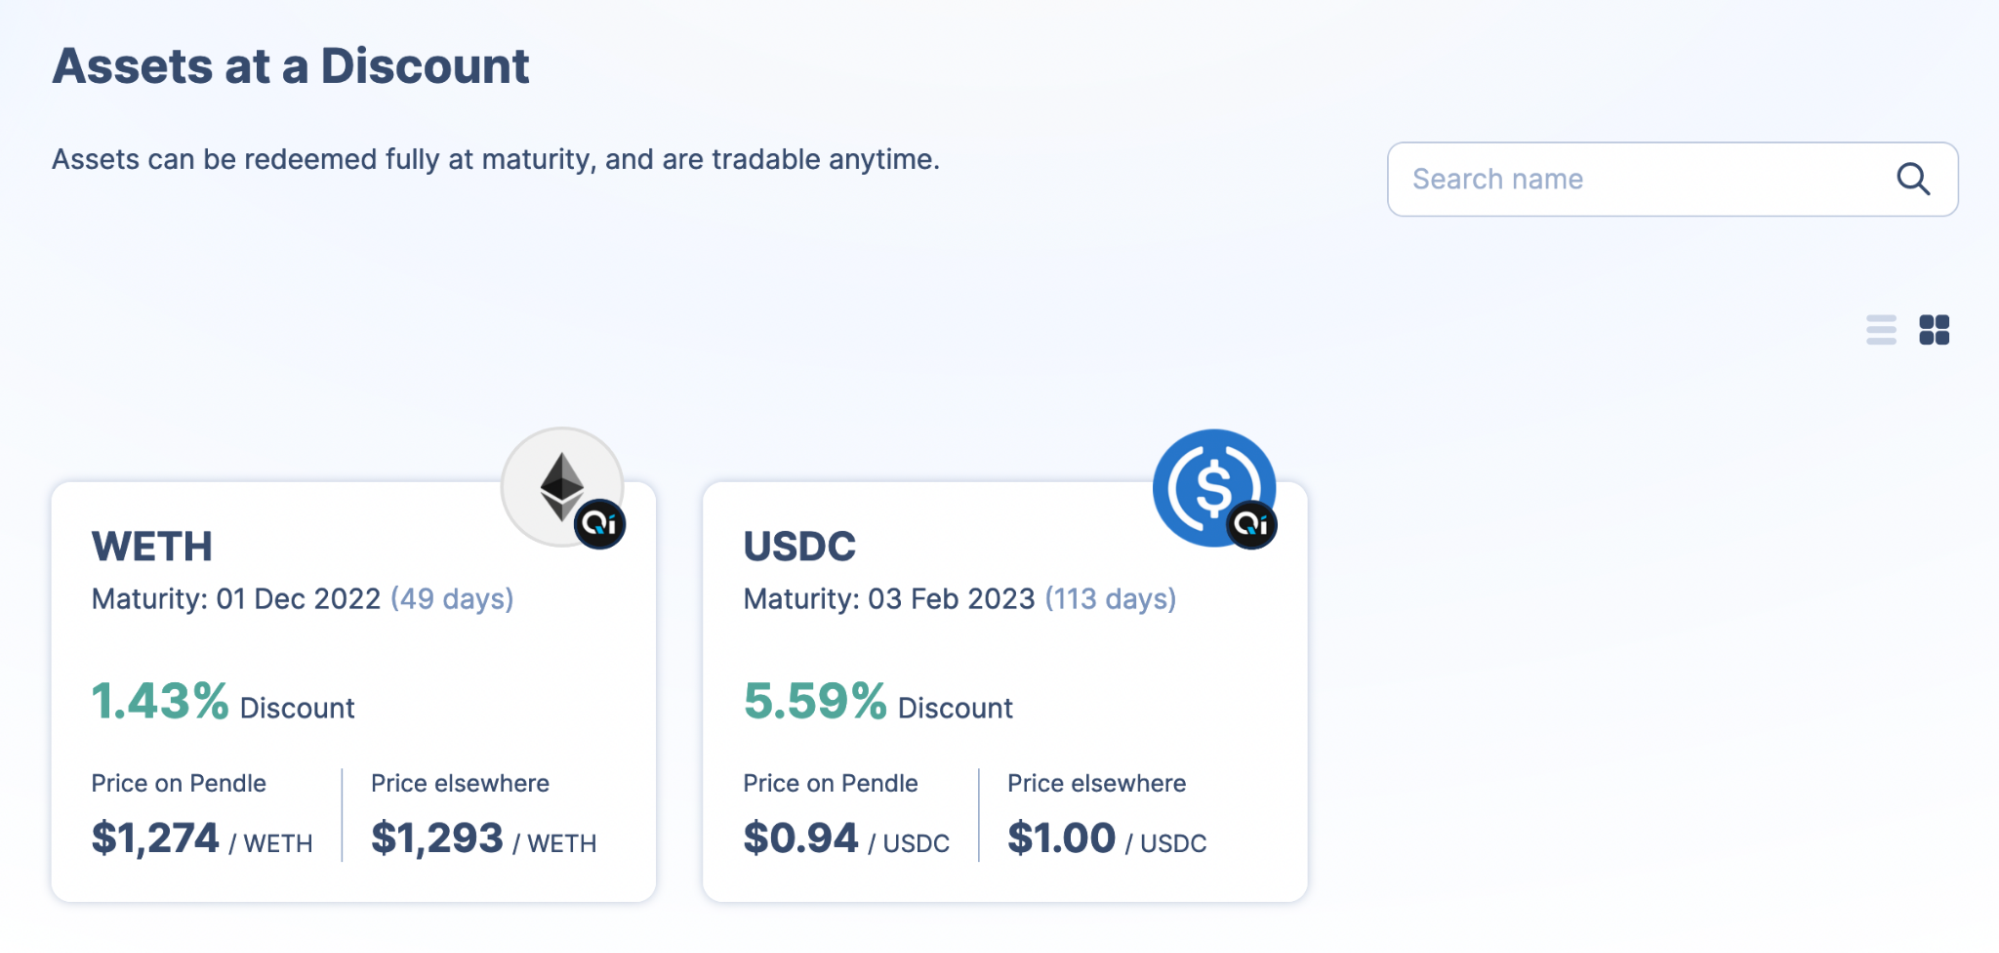 Assets at a Discount
Assets can be redeemed fully at maturity, and are tradable anytime.
Search name
WETH
Maturity: 01 Dec 2022 (49 days)
1.43% Discount
Price on Pendle
$1,274 / WETH
Price elsewhere
$1,293 / WETH
Qi
USDC
Maturity: 03 Feb 2023 (113 days)
5.59% Discount
Price on Pendle
$0.94 / USDC
Price elsewhere
$1.00 / USDC
Qi